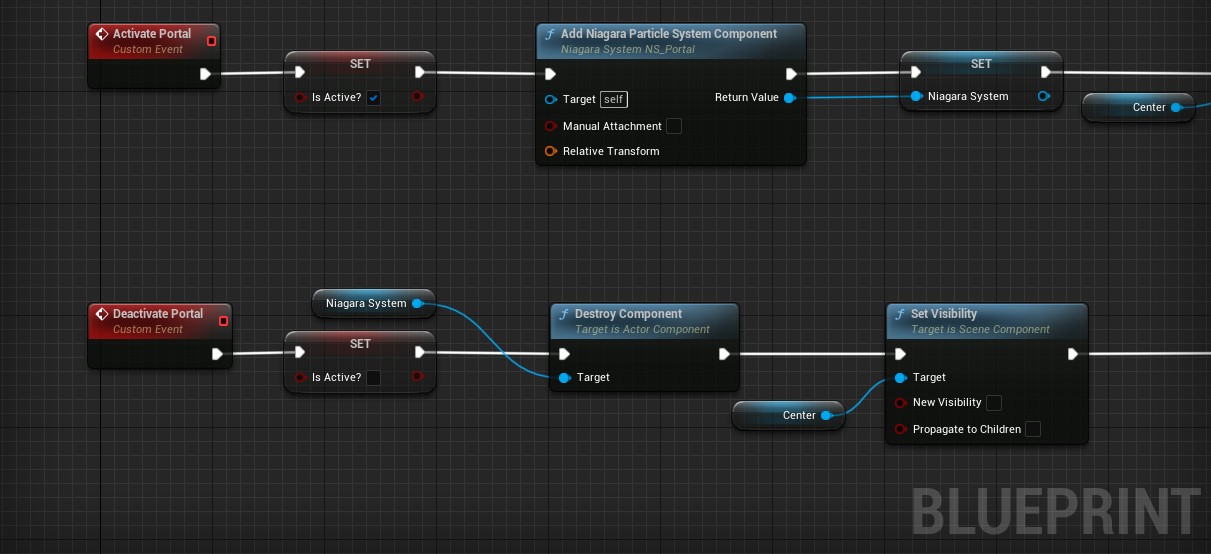 Activate Portal
Custom Event
SET
Is Active?
Add Niagara Particle System Component
Niagara System NS_Portal
Target self
Return Value
Manual Attachment
Relative Transform
SET
Niagara System
Center
Deactivate Portal
Custom Event
Niagara System
SET
Is Active?
Destroy Component
Target is Actor Component
Target
Center
Set Visibility
Target is Scene Component
Target
New Visibility
Propagate to Children
BLUEPRINT